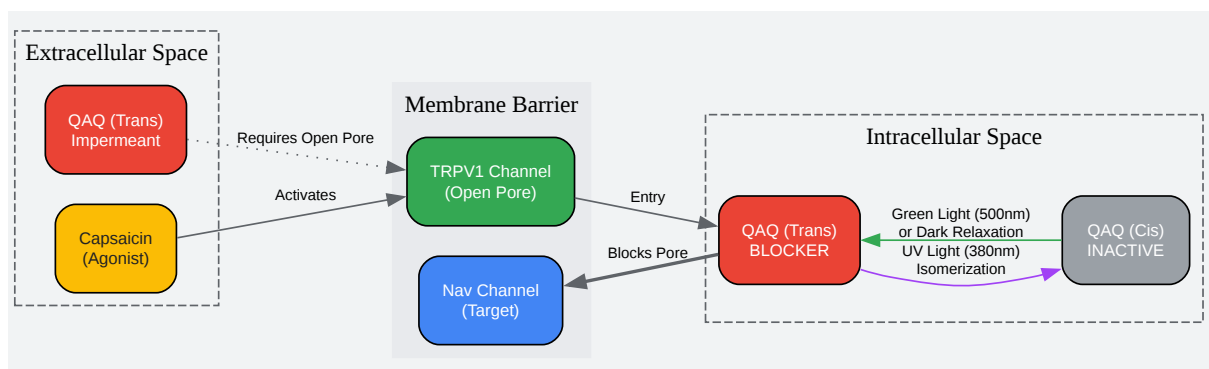 Extracellular Space
QAQ (Trans)
Impermeant
Capsaicin
(Agonist)
Requires Open Pore
Activates
Membrane Barrier
TRPV1 Channel
(Open Pore)
Nav Channel
(Target)
Entry
Blocks Pore
Intracellular Space
QAQ (Trans)
BLOCKER
Green Light (500nm)
or Dark Relaxation
UV Light (380nm)
Isomerization
QAQ (Cis)
INACTIVE